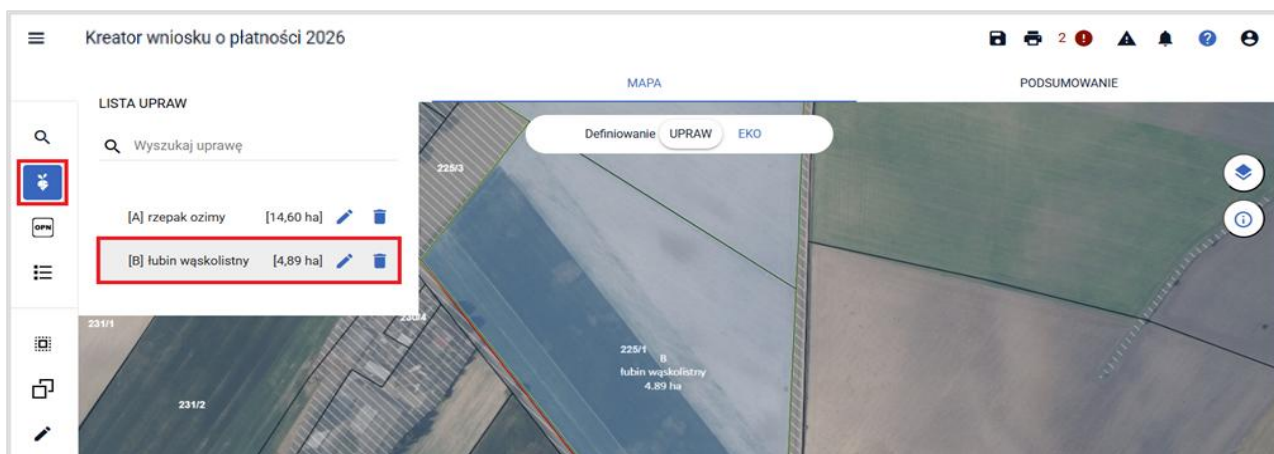 Kreator wniosku o płatności 2026
2
MAPA
PODSUMOWANIE
LISTA UPRAW
Wyszukaj uprawę
Definiowanie UPRAW EKO
225/3
[A] rzepak ozimy [14,60 ha]
OPN
[B] łubin wąskolistny [4,89 ha]
231/1
230/4
225/1
B
łubin wąskolistny
4.89 ha
231/2